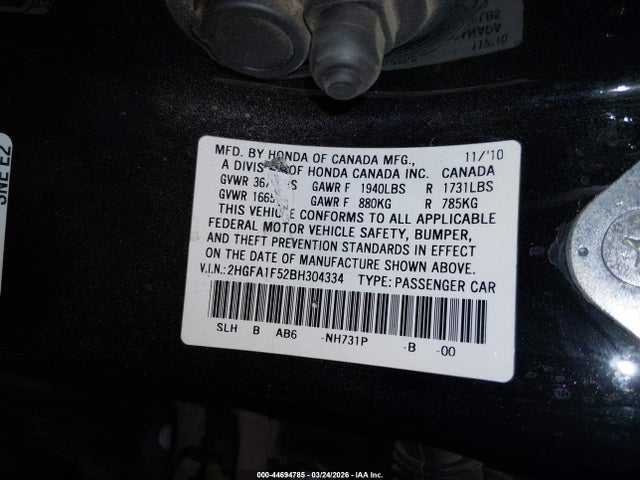 MFD. BY HONDA OF CANADA MFG., 11/'10
A OF HONDA CANADA INC. CANADA
GVWR GAWR F 1940LBS R 1731LBS
GVWR GAWR F 880KG R 785KG
THIS VEHICLE CONFORMS TO ALL APPLICABLE
FEDERAL MOTOR VEHICLE SAFETY, BUMPER,
AND THEFT PREVENTION STANDARDS IN EFFECT
ON THE DATE OF MANUFACTURE SHOWN ABOVE.
V.I.N.:2HGFA1F52BH304334 TYPE: PASSENGER CAR
SLH B AB6 -NH731P -B -00
000-44694785 - 03/24/2026 - IAA Inc.